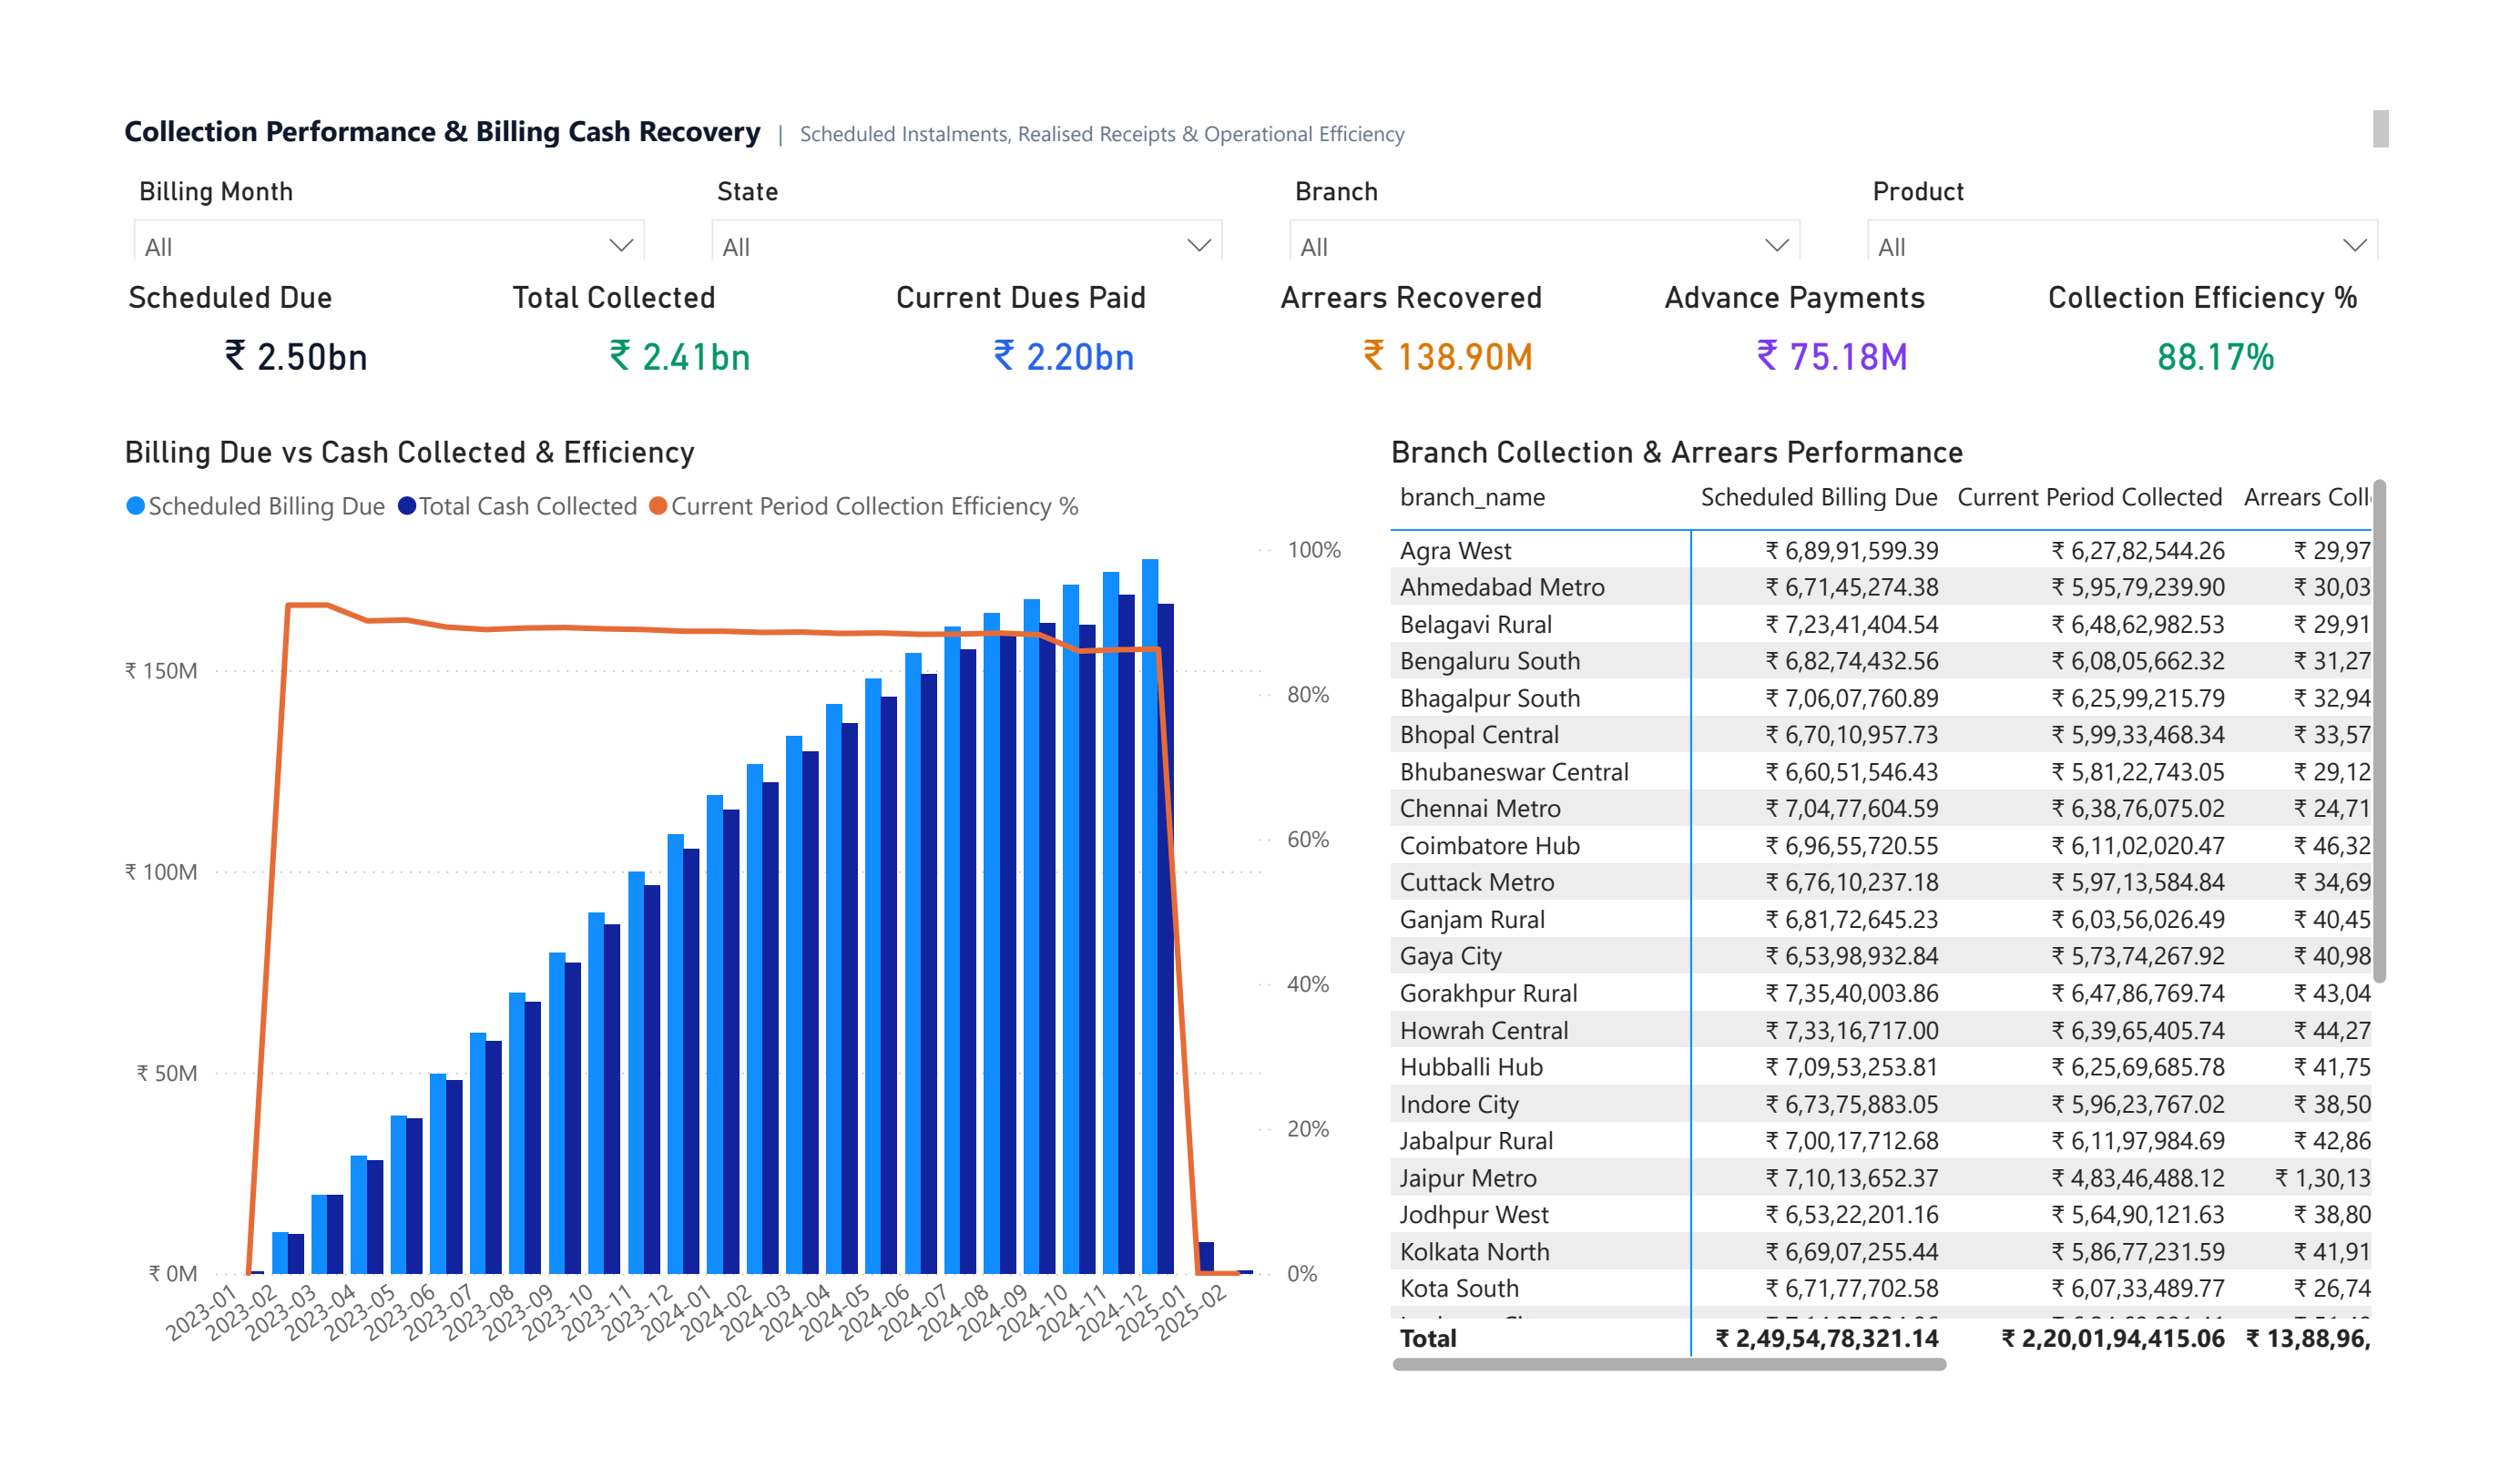 Collection Performance & Billing Cash Recovery | Scheduled Instalments, Realised Receipts & Operational Efficiency
Billing Month State Branch Product
All All All All
Scheduled Due Total Collected Current Dues Paid Arrears Recovered Advance Payments Collection Efficiency %
₹ 2.50bn ₹ 2.41bn ₹ 2.20bn ₹ 138.90M ₹ 75.18M 88.17%
Billing Due vs Cash Collected & Efficiency
Scheduled Billing Due Total Cash Collected Current Period Collection Efficiency %
100%
₹ 150M
80%
₹ 100M
60%
40%
₹ 50M
20%
₹ 0M 0%
2023-01 2023-02 2023-03 2023-04 2023-05 2023-06 2023-07 2023-08 2023-09 2023-10 2023-11 2023-12 2024-01 2024-02 2024-03 2024-04 2024-05 2024-06 2024-07 2024-08 2024-09 2024-10 2024-11 2024-12 2025-01 2025-02
Branch Collection & Arrears Performance
branch_name Scheduled Billing Due Current Period Collected Arrears Coll
Agra West ₹ 6,89,91,599.39 ₹ 6,27,82,544.26 ₹ 29,97
Ahmedabad Metro ₹ 6,71,45,274.38 ₹ 5,95,79,239.90 ₹ 30,03
Belagavi Rural ₹ 7,23,41,404.54 ₹ 6,48,62,982.53 ₹ 29,91
Bengaluru South ₹ 6,82,74,432.56 ₹ 6,08,05,662.32 ₹ 31,27
Bhagalpur South ₹ 7,06,07,760.89 ₹ 6,25,99,215.79 ₹ 32,94
Bhopal Central ₹ 6,70,10,957.73 ₹ 5,99,33,468.34 ₹ 33,57
Bhubaneswar Central ₹ 6,60,51,546.43 ₹ 5,81,22,743.05 ₹ 29,12
Chennai Metro ₹ 7,04,77,604.59 ₹ 6,38,76,075.02 ₹ 24,71
Coimbatore Hub ₹ 6,96,55,720.55 ₹ 6,11,02,020.47 ₹ 46,32
Cuttack Metro ₹ 6,76,10,237.18 ₹ 5,97,13,584.84 ₹ 34,69
Ganjam Rural ₹ 6,81,72,645.23 ₹ 6,03,56,026.49 ₹ 40,45
Gaya City ₹ 6,53,98,932.84 ₹ 5,73,74,267.92 ₹ 40,98
Gorakhpur Rural ₹ 7,35,40,003.86 ₹ 6,47,86,769.74 ₹ 43,04
Howrah Central ₹ 7,33,16,717.00 ₹ 6,39,65,405.74 ₹ 44,27
Hubballi Hub ₹ 7,09,53,253.81 ₹ 6,25,69,685.78 ₹ 41,75
Indore City ₹ 6,73,75,883.05 ₹ 5,96,23,767.02 ₹ 38,50
Jabalpur Rural ₹ 7,00,17,712.68 ₹ 6,11,97,984.69 ₹ 42,86
Jaipur Metro ₹ 7,10,13,652.37 ₹ 4,83,46,488.12 ₹ 1,30,13
Jodhpur West ₹ 6,53,22,201.16 ₹ 5,64,90,121.63 ₹ 38,80
Kolkata North ₹ 6,69,07,255.44 ₹ 5,86,77,231.59 ₹ 41,91
Kota South ₹ 6,71,77,702.58 ₹ 6,07,33,489.77 ₹ 26,74
Total ₹ 2,49,54,78,321.14 ₹ 2,20,01,94,415.06 ₹ 13,88,96,